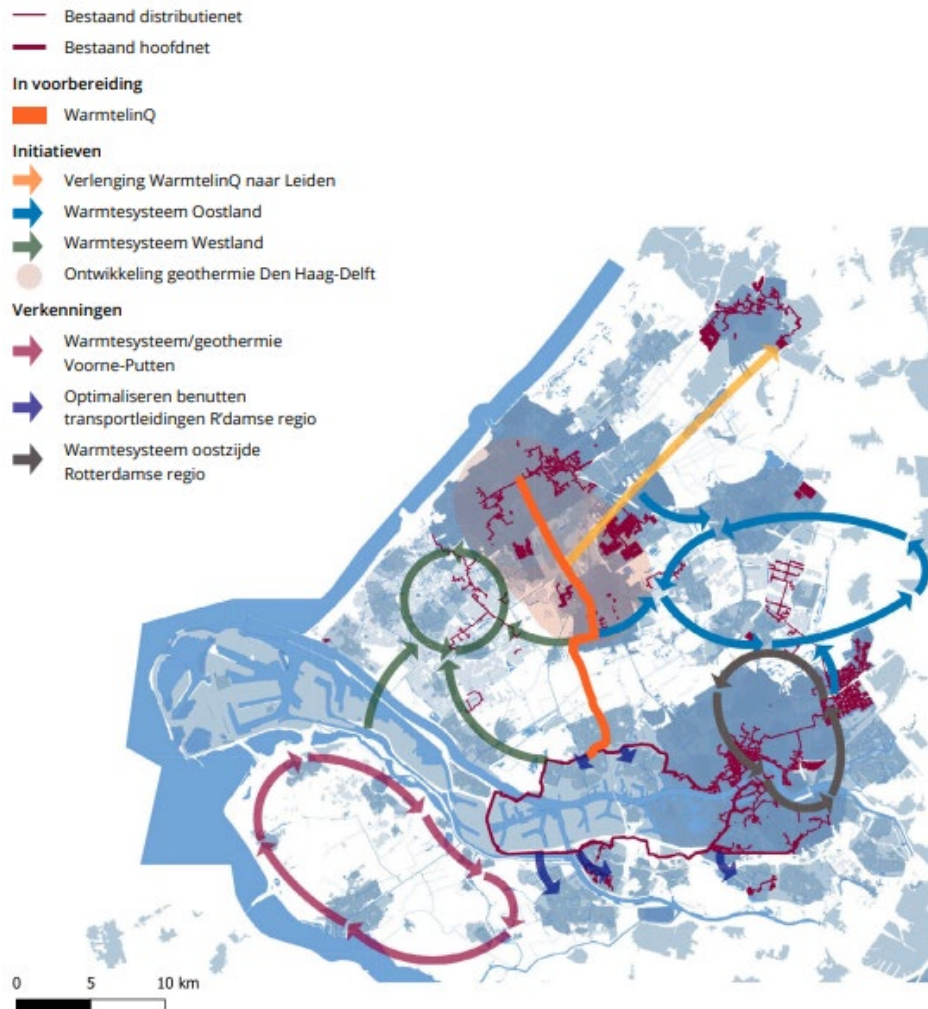 Bestaand distributienet
Bestaand hoofdnet
In voorbereiding
WarmtelinQ
Initiatieven
Verlenging WarmtelinQ naar Leiden
Warmtesysteem Oostland
Warmtesysteem Westland
Ontwikkeling geothermie Den Haag-Delft
Verkenningen
Warmtesysteem/geothermie
Voorne-Putten
Optimaliseren benutten
transportleidingen R'damse regio
Warmtesysteem oostzijde
Rotterdamse regio
0 5 10 km